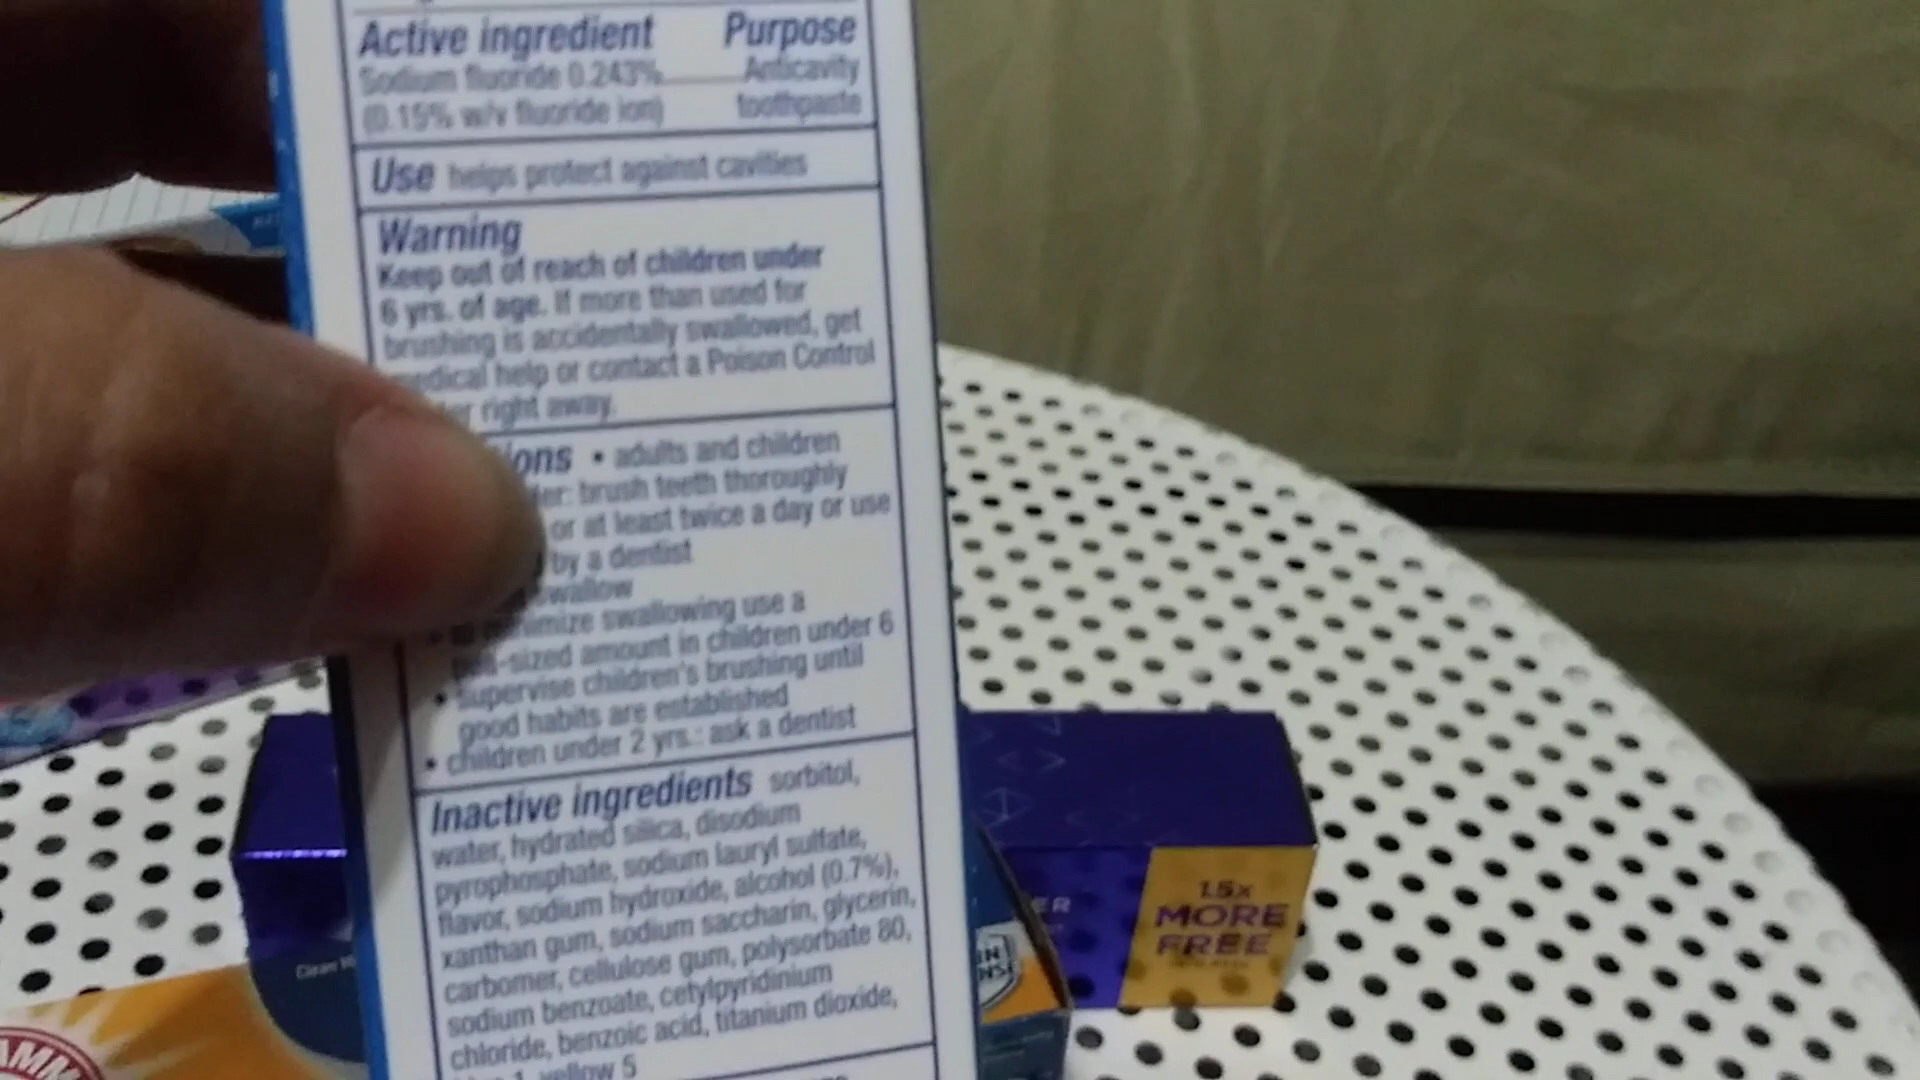 Active ingredient Purpose
Sodium fluoride 0.243% Anticavity
(0.15% w/v fluoride ion) toothpaste
Use helps protect against cavities
Warning
Keep out of reach of children under
6 yrs. of age. If more than used for
brushing is accidentally swallowed, get
medical help or contact a Poison Control
right away.
ions • adults and children
er: brush teeth thoroughly
or at least twice a day or use
by a dentist
swallow
minimize swallowing use a
-sized amount in children under 6
• supervise children's brushing until
good habits are established
• children under 2 yrs.: ask a dentist
Inactive ingredients sorbitol,
water, hydrated silica, disodium
pyrophosphate, sodium lauryl sulfate,
flavor, sodium hydroxide, alcohol (0.7%),
xanthan gum, sodium saccharin, glycerin,
carbomer, cellulose gum, polysorbate 80,
sodium benzoate, cetylpyridinium
chloride, benzoic acid, titanium dioxide,
1, yellow 5
ER
1.5x
MORE
FREE
Clean